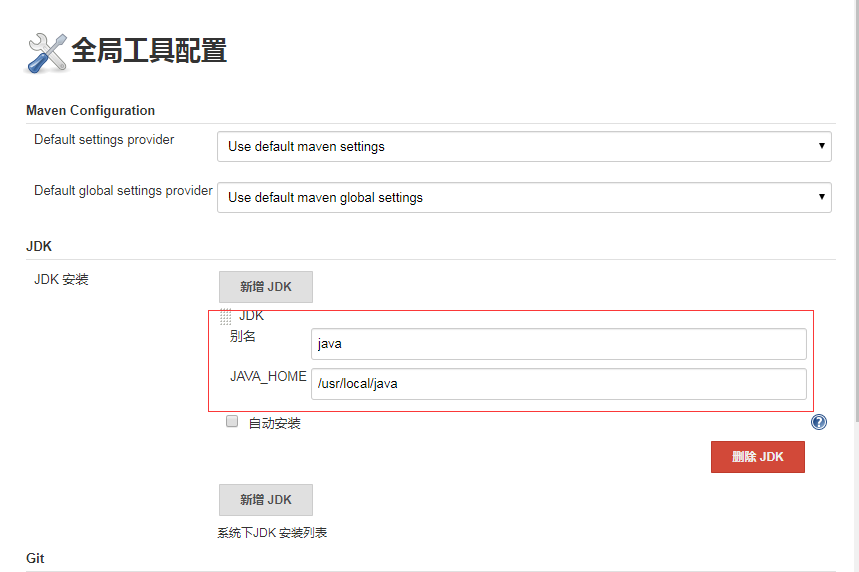 全局工具配置
Maven Configuration
Default settings provider
Use default maven settings
Default global settings provider
Use default maven global settings
JDK
JDK 安装
新增 JDK
JDK
别名
java
JAVA_HOME
/usr/local/java
自动安装
删除 JDK
新增 JDK
系统下JDK 安装列表
Git